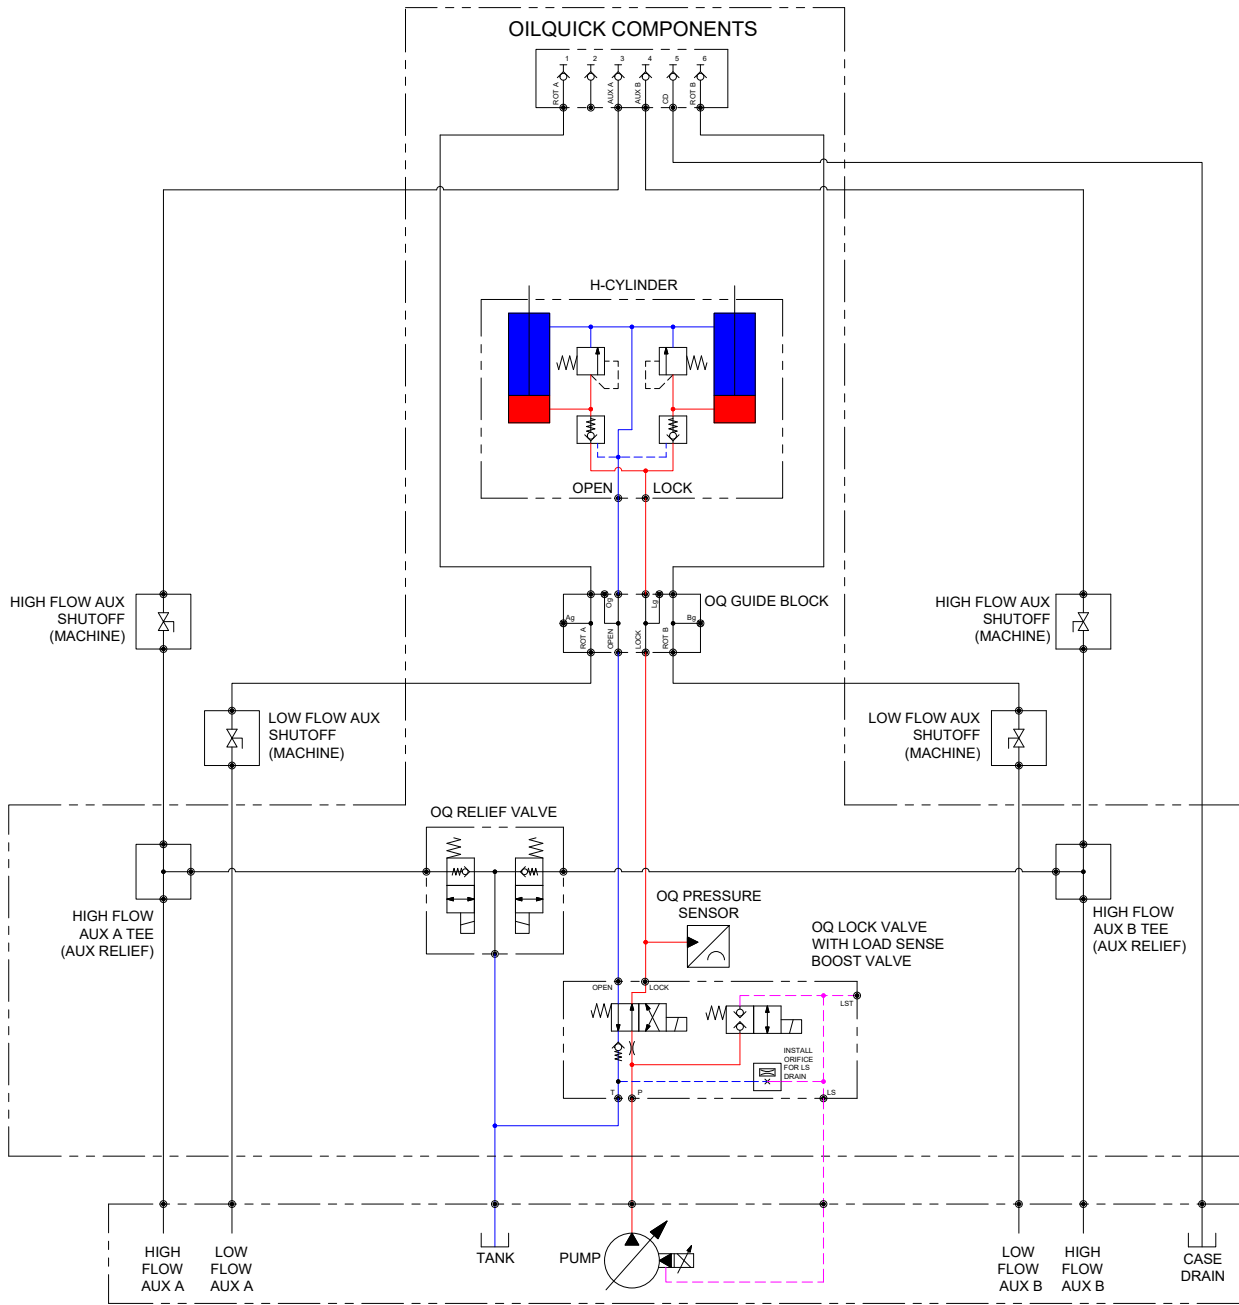 OILQUICK COMPONENTS
1
2
3
4
5
6
ROT A
AUX A
AUX B
CD
ROT B
H-CYLINDER
OPEN
LOCK
HIGH FLOW AUX
SHUTOFF
(MACHINE)
OQ GUIDE BLOCK
Ag
ROT A
Og
OPEN
LOCK
Lg
ROT B
Bg
HIGH FLOW AUX
SHUTOFF
(MACHINE)
LOW FLOW AUX
SHUTOFF
(MACHINE)
LOW FLOW AUX
SHUTOFF
(MACHINE)
OQ RELIEF VALVE
HIGH FLOW
AUX A TEE
(AUX RELIEF)
OQ PRESSURE
SENSOR
OQ LOCK VALVE
WITH LOAD SENSE
BOOST VALVE
HIGH FLOW
AUX B TEE
(AUX RELIEF)
OPEN
LOCK
LST
INSTALL
ORIFICE
FOR LS
DRAIN
T
P
LS
HIGH
FLOW
AUX A
LOW
FLOW
AUX A
TANK
PUMP
LOW
FLOW
AUX B
HIGH
FLOW
AUX B
CASE
DRAIN